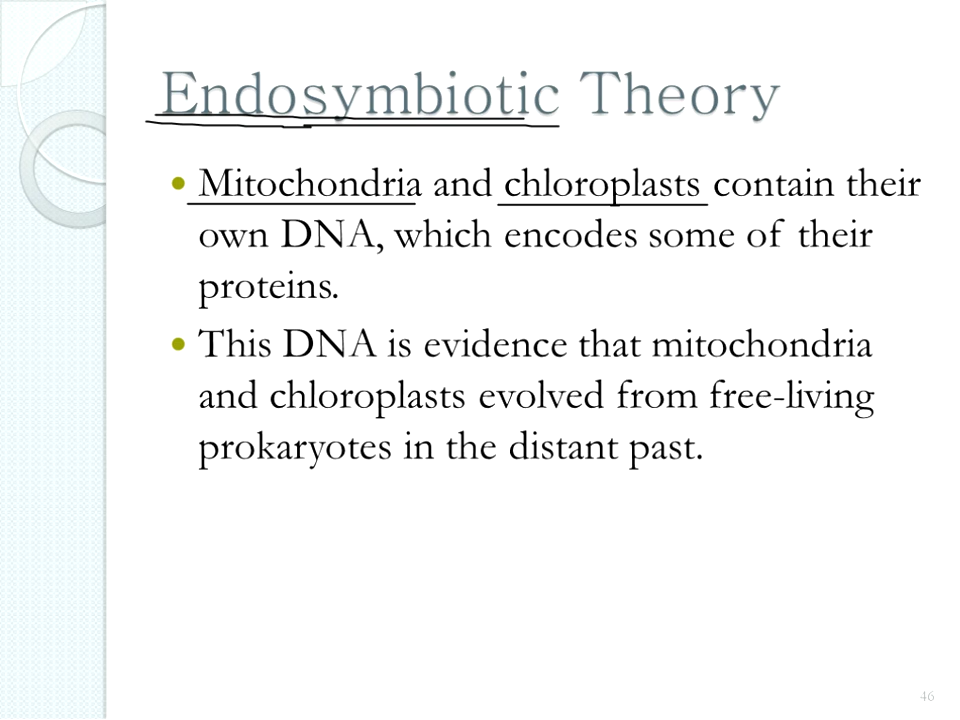 Endosymbiotic Theory
Mitochondria and chloroplasts contain their
own DNA, which encodes some of their
proteins.
This DNA is evidence that mitochondria
and chloroplasts evolved from free-living
prokaryotes in the distant past.
46